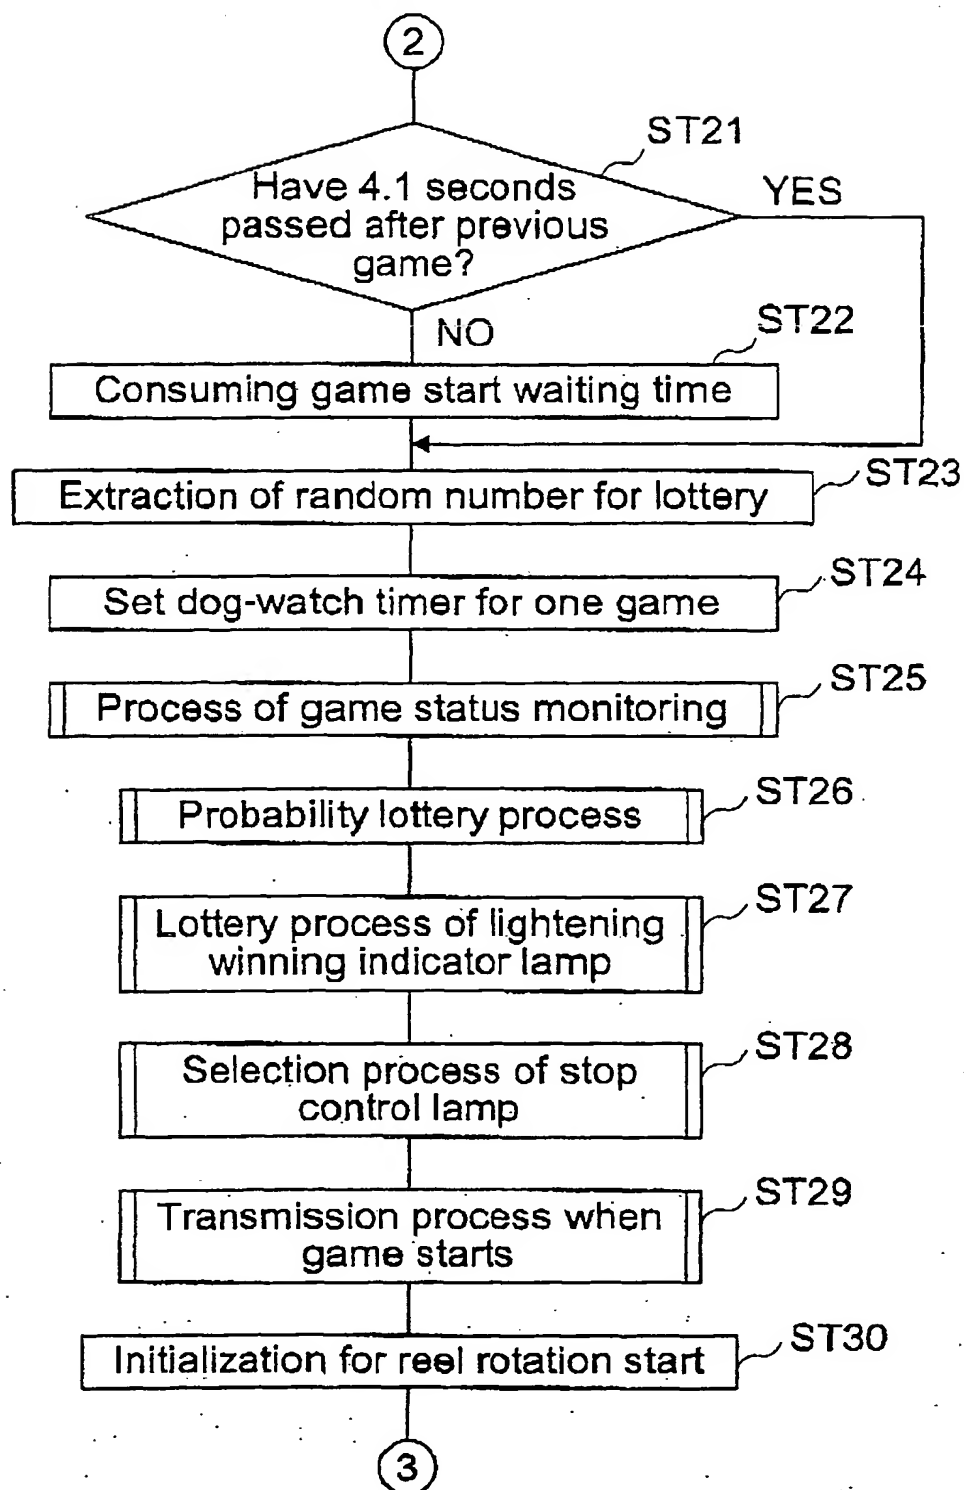 2
ST21
Have 4.1 seconds
passed after previous
game?
YES
NO
ST22
Consuming game start waiting time
ST23
Extraction of random number for lottery
ST24
Set dog-watch timer for one game
ST25
Process of game status monitoring
ST26
Probability lottery process
ST27
Lottery process of lightening
winning indicator lamp
ST28
Selection process of stop
control lamp
ST29
Transmission process when
game starts
ST30
Initialization for reel rotation start
3